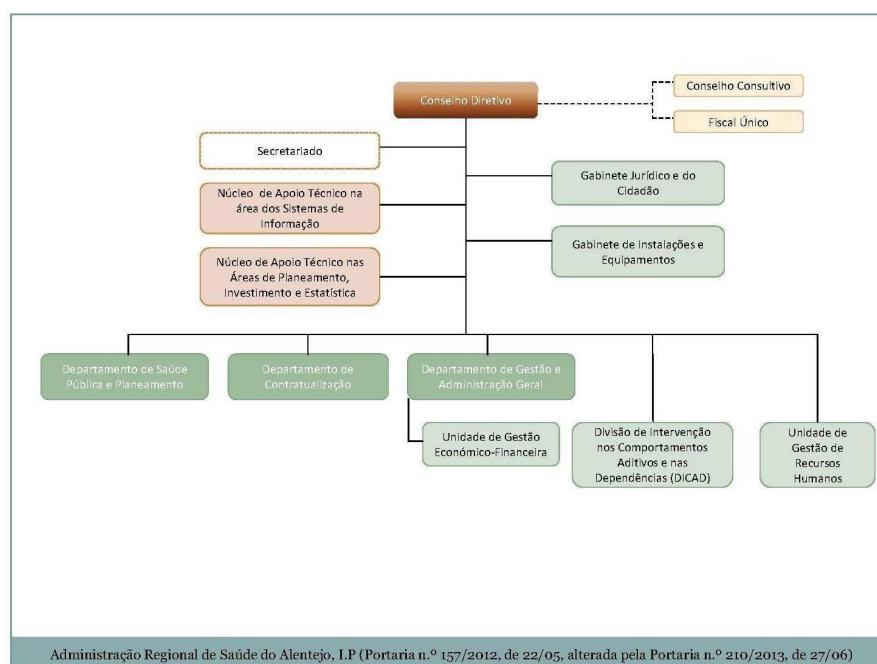 Conselho Diretivo
Conselho Consultivo
Fiscal Único
Secretariado
Núcleo de Apoio Técnico na
área dos Sistemas de
Informação
Núcleo de Apoio Técnico nas
Áreas de Planeamento,
Investimento e Estatística
Gabinete Jurídico e do
Cidadão
Gabinete de Instalações e
Equipamentos
Departamento de Saúde
Pública e Planeamento
Departamento de
Contratualização
Departamento de Gestão e
Administração Geral
Unidade de Gestão
Económico-Financeira
Divisão de Intervenção
nos Comportamentos
Aditivos e nas
Dependências (DICAD)
Unidade de
Gestão de
Recursos
Humanos
Administração Regional de Saúde do Alentejo, I.P (Portaria n.º 157/2012, de 22/05, alterada pela Portaria n.º 210/2013, de 27/06)